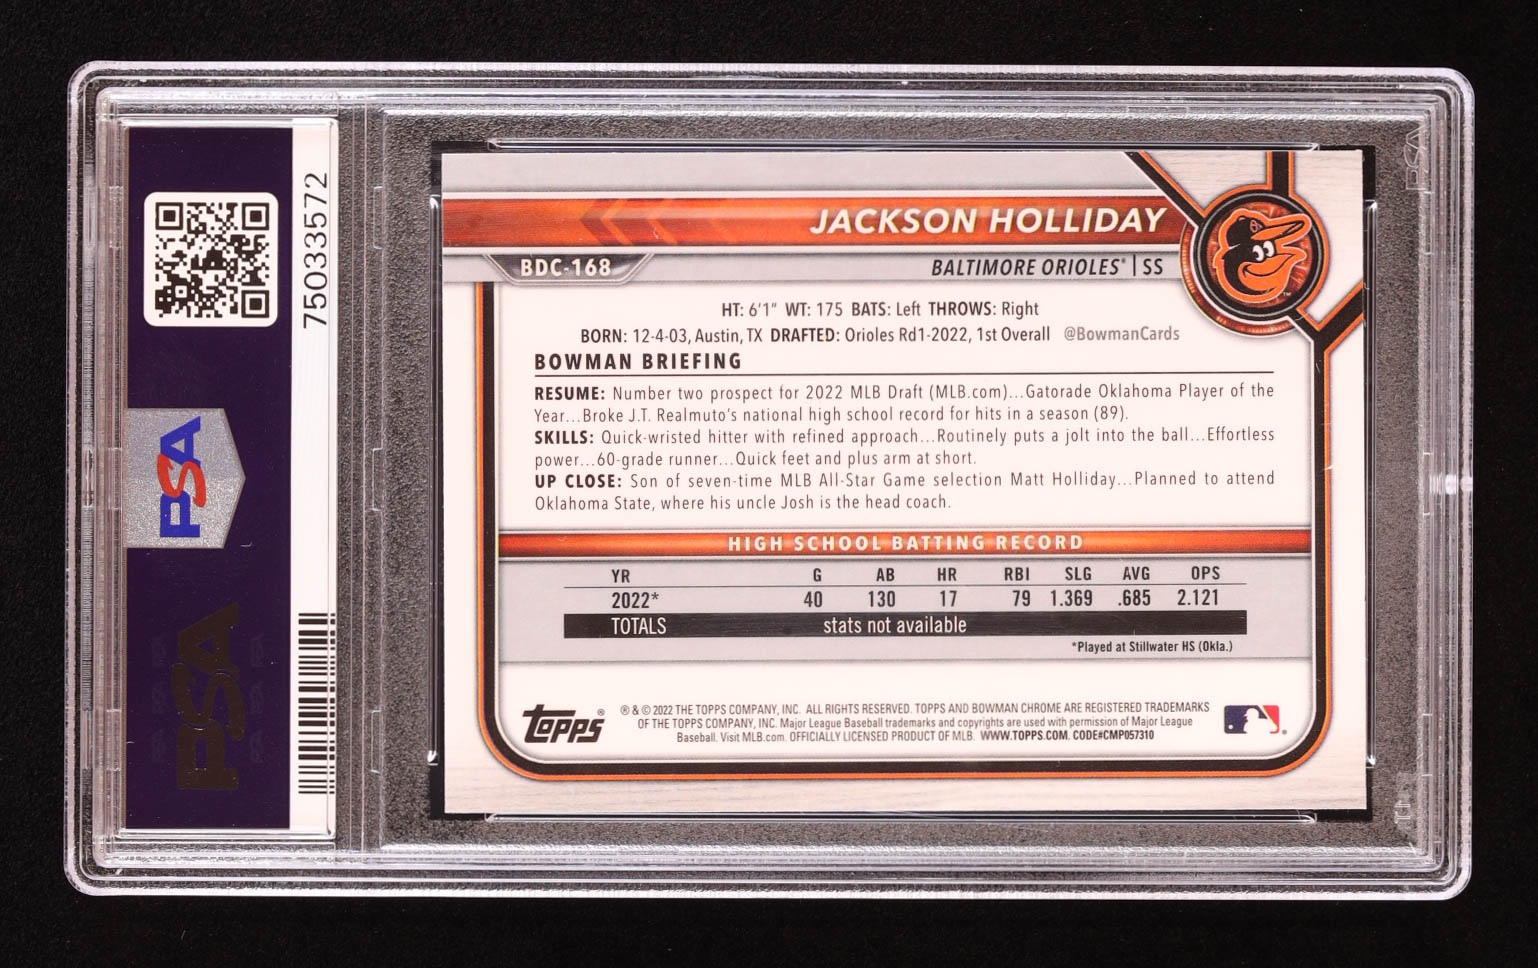 75033572
PSA
PSA
JACKSON HOLLIDAY
BDC-168
BALTIMORE ORIOLES® | SS
HT: 6'1" WT: 175 BATS: Left THROWS: Right
BORN: 12-4-03, Austin, TX DRAFTED: Orioles Rd1-2022, 1st Overall @BowmanCards
BOWMAN BRIEFING
RESUME: Number two prospect for 2022 MLB Draft (MLB.com)...Gatorade Oklahoma Player of the
Year...Broke J.T. Realmuto's national high school record for hits in a season (89).
SKILLS: Quick-wristed hitter with refined approach...Routinely puts a jolt into the ball...Effortless
power...60-grade runner...Quick feet and plus arm at short.
UP CLOSE: Son of seven-time MLB All-Star Game selection Matt Holliday...Planned to attend
Oklahoma State, where his uncle Josh is the head coach.
HIGH SCHOOL BATTING RECORD
YR G AB HR RBI SLG AVG OPS
2022* 40 130 17 79 1.369 .685 2.121
TOTALS stats not available
*Played at Stillwater HS (Okla.)
TOPPS®
® & © 2022 THE TOPPS COMPANY, INC. ALL RIGHTS RESERVED. TOPPS AND BOWMAN CHROME ARE REGISTERED TRADEMARKS
OF THE TOPPS COMPANY, INC. Major League Baseball trademarks and copyrights are used with permission of Major League
Baseball. Visit MLB.com. OFFICIALLY LICENSED PRODUCT OF MLB. WWW.TOPPS.COM. CODE#CMP057310
PSA